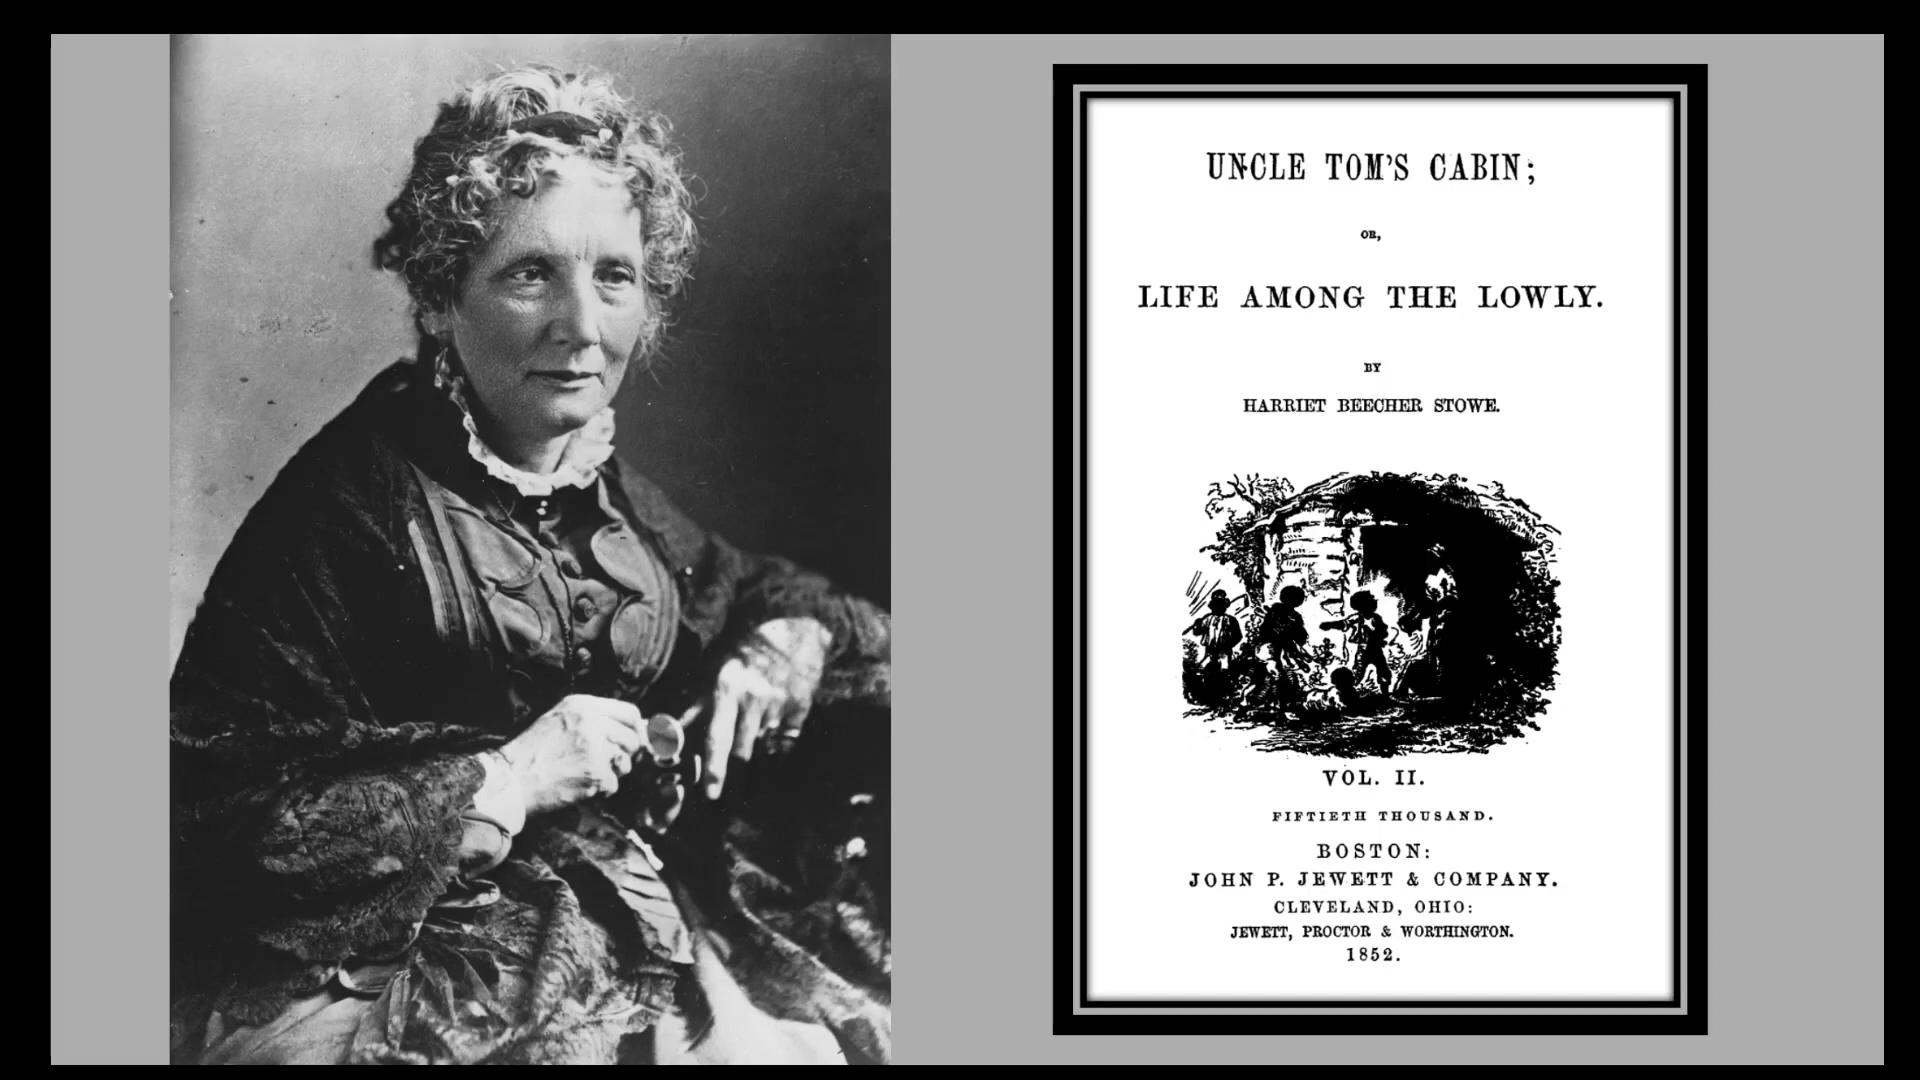 UNCLE TOM'S CABIN;
OR,
LIFE AMONG THE LOWLY.
BY
HARRIET BEECHER STOWE.
VOL. II.
FIFTIETH THOUSAND.
BOSTON:
JOHN P. JEWETT & COMPANY.
CLEVELAND, OHIO:
JEWETT, PROCTOR & WORTHINGTON.
1852.